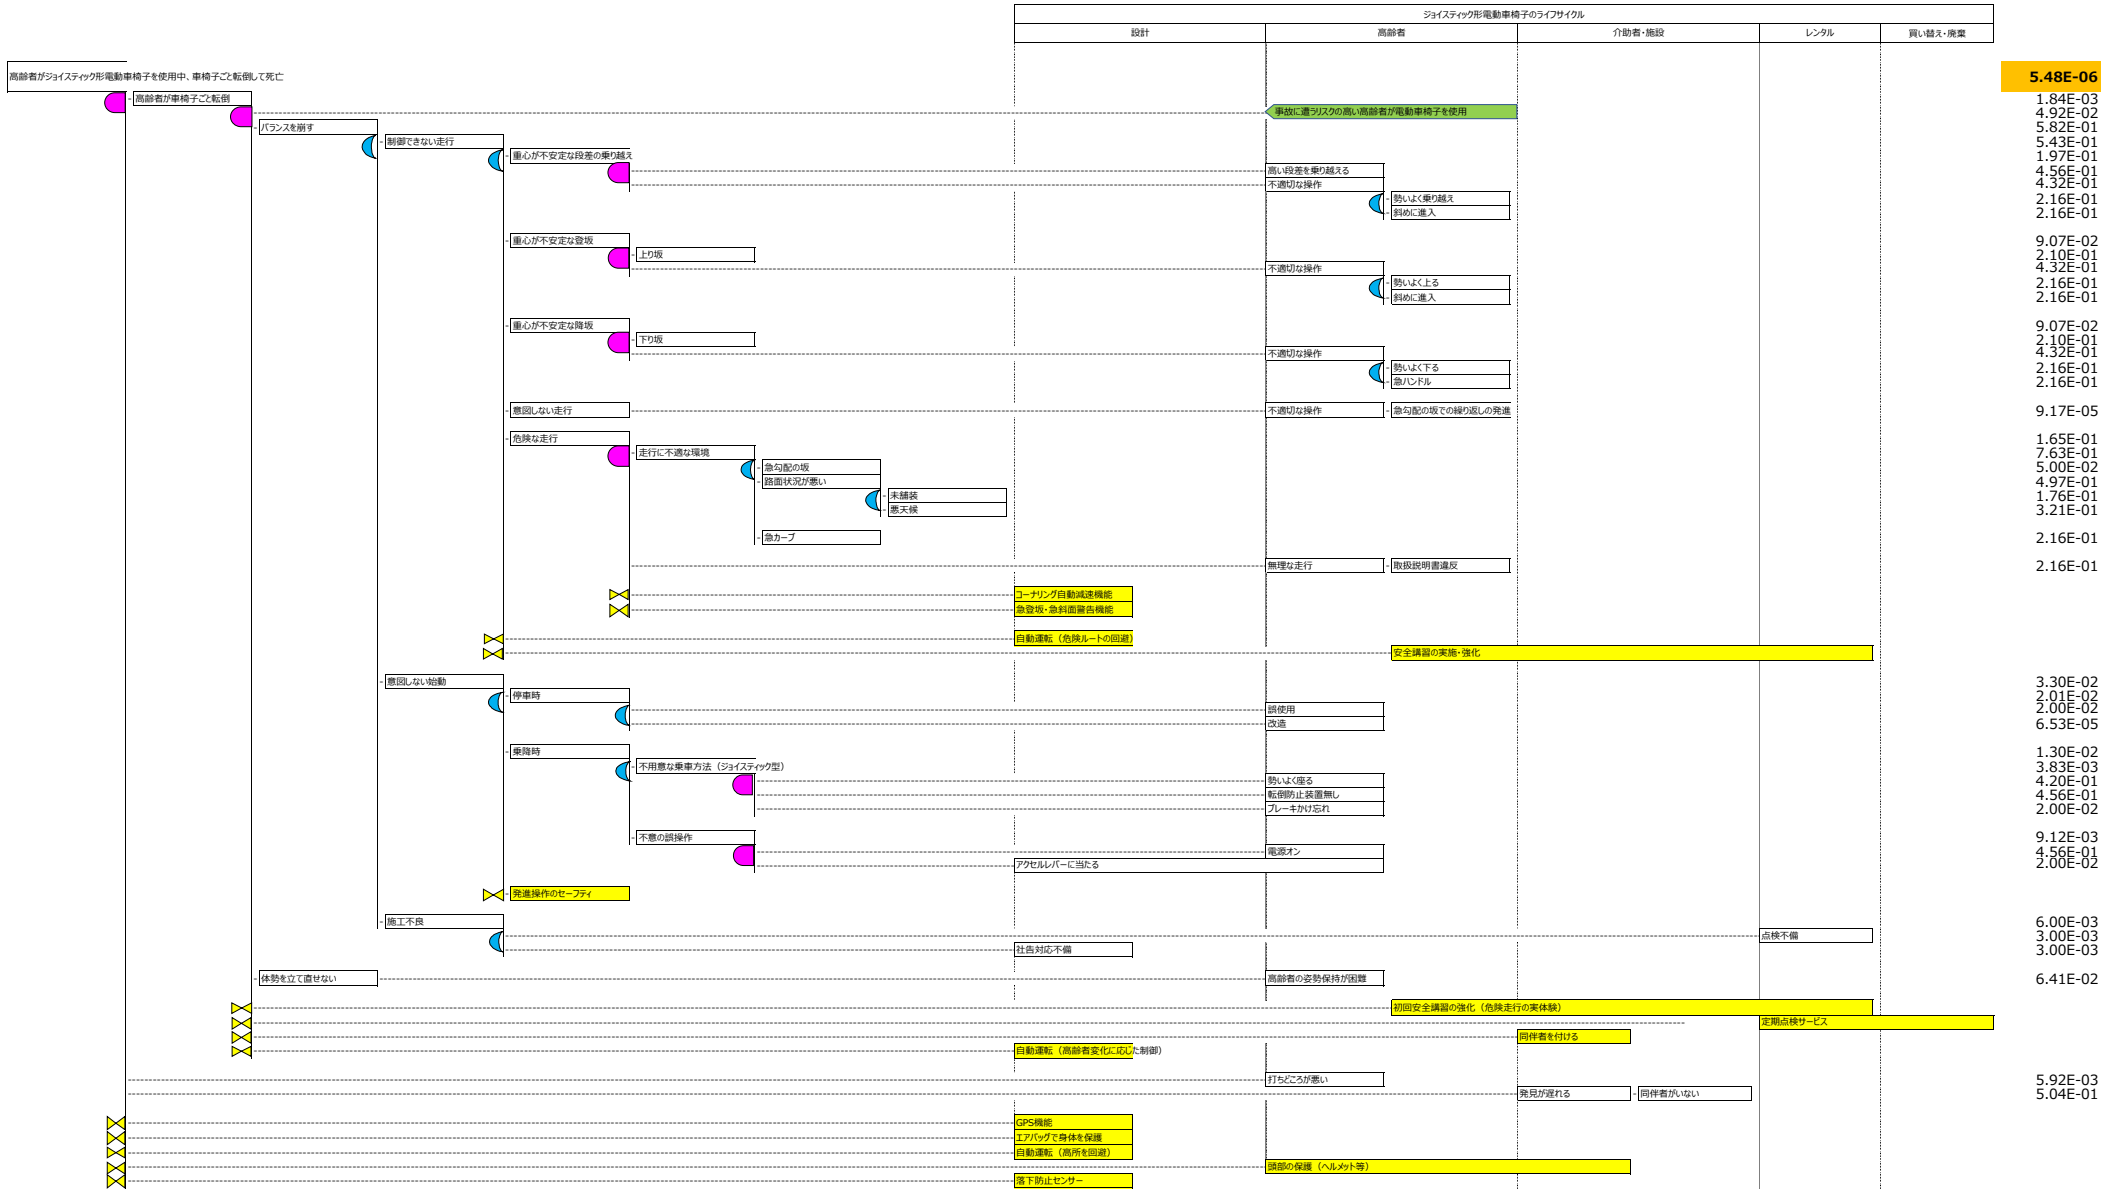 ジョイスティック形電動車椅子のライフサイクル
設計 高齢者 介助者・施設 レンタル 買い替え・廃棄
高齢者がジョイスティック形電動車椅子を使用中、車椅子ごと転倒して死亡 5.48E-06
高齢者が車椅子ごと転倒 1.84E-03
事故に遭うリスクの高い高齢者が電動車椅子を使用 4.92E-02
バランスを崩す 5.82E-01
制御できない走行 5.43E-01
重心が不安定な段差の乗り越え 1.97E-01
高い段差を乗り越える 4.56E-01
不適切な操作 4.32E-01
勢いよく乗り越え 2.16E-01
斜めに進入 2.16E-01
重心が不安定な登坂 9.07E-02
上り坂 2.10E-01
不適切な操作 4.32E-01
勢いよく上る 2.16E-01
斜めに進入 2.16E-01
重心が不安定な降坂 9.07E-02
下り坂 2.10E-01
不適切な操作 4.32E-01
勢いよく下る 2.16E-01
急ハンドル 2.16E-01
意図しない走行 不適切な操作 急勾配の坂での繰り返しの発進 9.17E-05
危険な走行 1.65E-01
走行に不適な環境 7.63E-01
急勾配の坂 5.00E-02
路面状況が悪い 4.97E-01
未舗装 1.76E-01
悪天候 3.21E-01
急カーブ 2.16E-01
無理な走行 取扱説明書違反 2.16E-01
コーナリング自動減速機能
急登坂・急斜面警告機能
自動運転（危険ルートの回避）
安全講習の実施・強化
意図しない始動 3.30E-02
停車時 2.01E-02
誤使用 2.00E-02
改造 6.53E-05
乗降時 1.30E-02
不用意な乗車方法（ジョイスティック型） 3.83E-03
勢いよく座る 4.20E-01
転倒防止装置無し 4.56E-01
ブレーキかけ忘れ 2.00E-02
不意の誤操作 9.12E-03
電源オン 4.56E-01
アクセルレバーに当たる 2.00E-02
発進操作のセーフティ
施工不良 6.00E-03
点検不備 3.00E-03
社告対応不備 3.00E-03
体勢を立て直せない 高齢者の姿勢保持が困難 6.41E-02
初回安全講習の強化（危険走行の実体験）
定期点検サービス
同伴者を付ける
自動運転（高齢者変化に応じた制御）
打ちどころが悪い 5.92E-03
発見が遅れる 同伴者がいない 5.04E-01
GPS機能
エアバッグで身体を保護
自動運転（高所を回避）
頭部の保護（ヘルメット等）
落下防止センサー